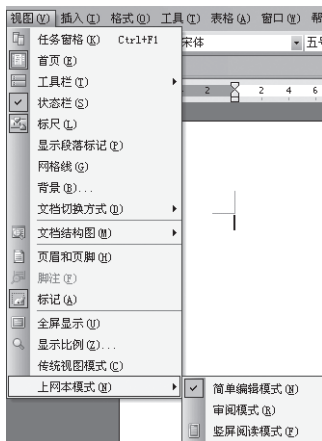 视图(V) 插入(I) 格式(O) 工具(T) 表格(A) 窗口(W) 帮
任务窗格(K) Ctrl+F1
宋体 五号
首页(I)
工具栏(T)
2 2 4 6
状态栏(S)
标尺(L)
显示段落标记(P)
网格线(G)
背景(B)...
文档切换方式(D)
文档结构图(M)
页眉和页脚(H)
脚注(F)
标记(A)
全屏显示(U)
显示比例(Z)...
传统视图模式(C)
上网本模式(N)
简单编辑模式(N)
审阅模式(R)
竖屏阅读模式(E)